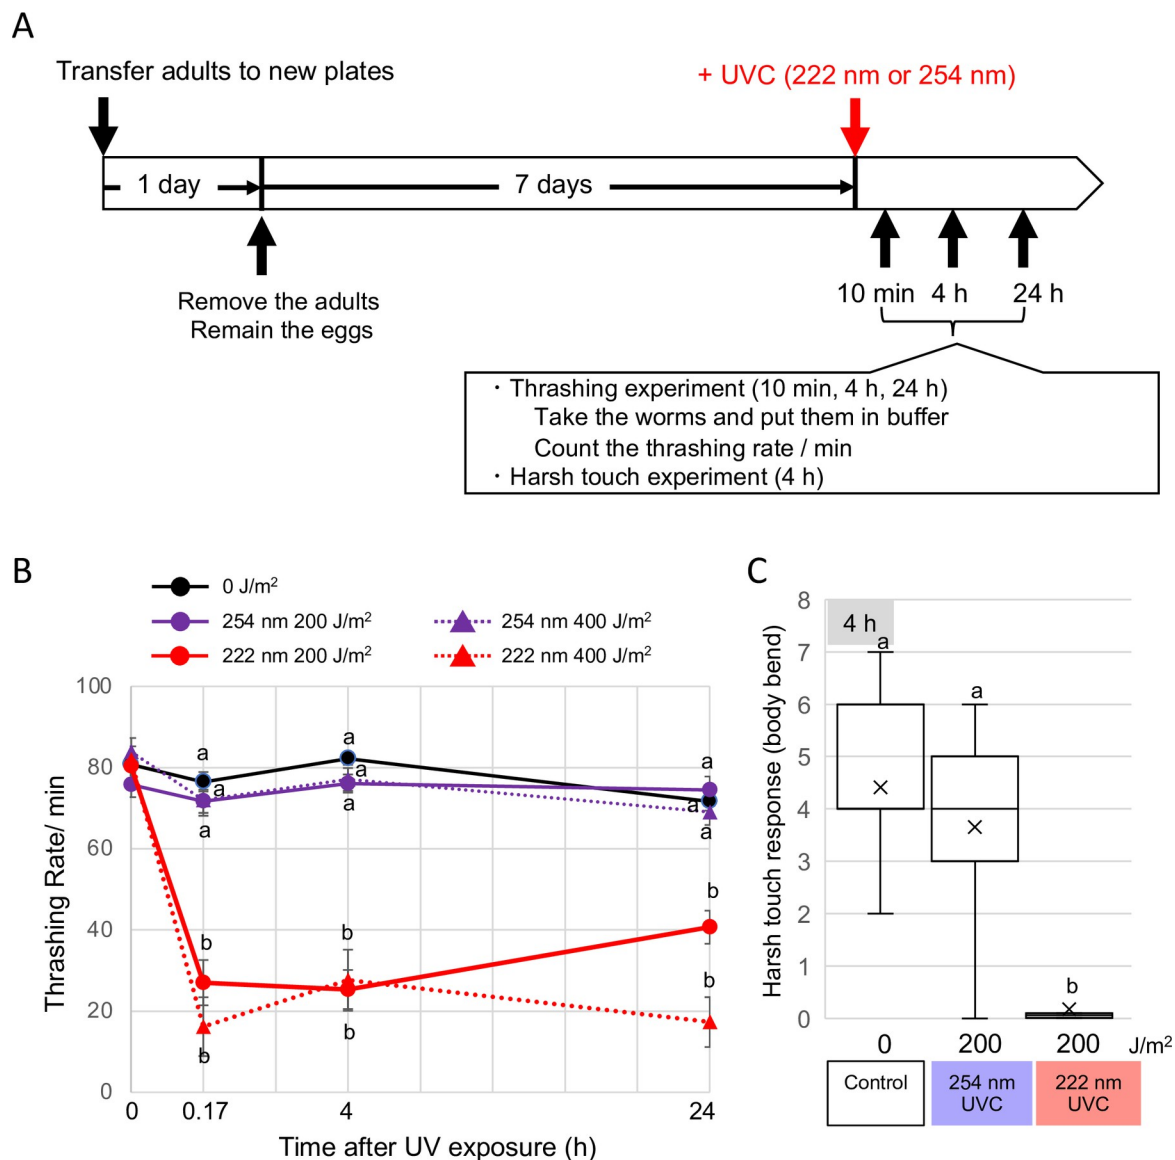 A
Transfer adults to new plates
+ UVC (222 nm or 254 nm)
1 day
7 days
Remove the adults
Remain the eggs
10 min 4 h 24 h
・Thrashing experiment (10 min, 4 h, 24 h)
Take the worms and put them in buffer
Count the thrashing rate / min
・Harsh touch experiment (4 h)
B
0 J/m²
254 nm 200 J/m²
254 nm 400 J/m²
222 nm 200 J/m²
222 nm 400 J/m²
Thrashing Rate/ min
100
80
60
40
20
0
a
a
a
a
a
a
a
a
a
b
b
b
b
b
b
0 0.17 4 24
Time after UV exposure (h)
C
Harsh touch response (body bend)
8
7
6
5
4
3
2
1
0
4 h
a
a
b
0 200 200 J/m²
Control
254 nm
UVC
222 nm
UVC